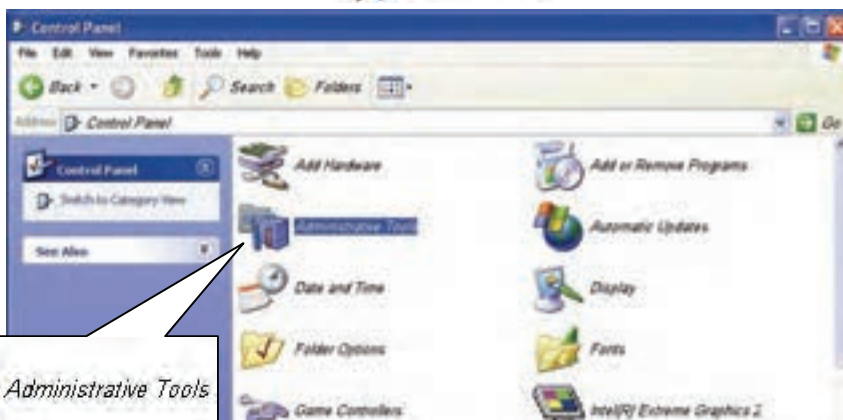 Control Panel
File Edit View Favorites Tools Help
Back Search Folders
Address Control Panel Go
Control Panel
Switch to Category View
See Also
Add Hardware Add or Remove Programs
Administrative Tools Automatic Updates
Date and Time Display
Folder Options Fonts
Game Controllers Intel(R) Extreme Graphics 2
Administrative Tools